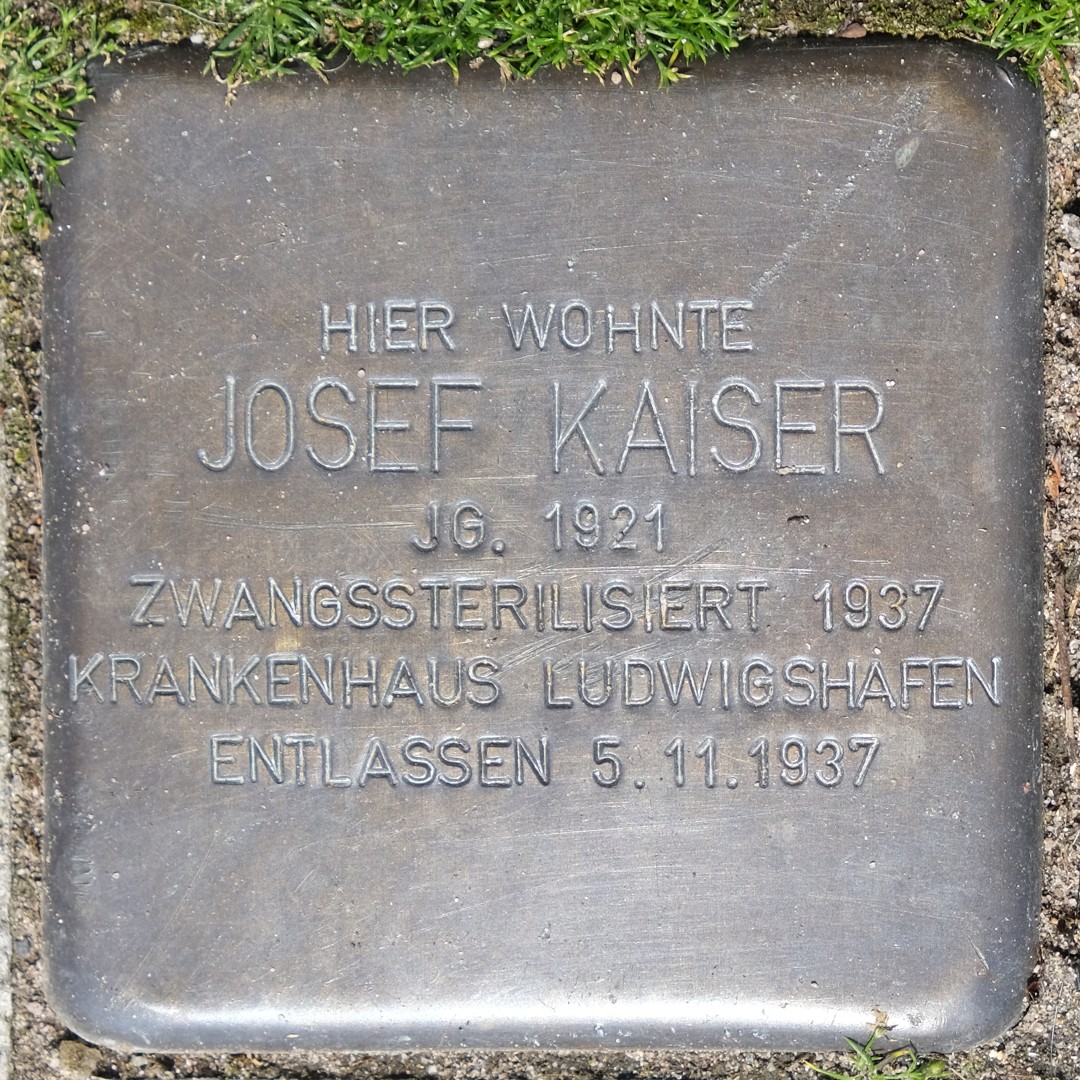 HIER WOHNTE
JOSEF KAISER
JG. 1921
ZWANGSSTERILISIERT 1937
KRANKENHAUS LUDWIGSHAFEN
ENTLASSEN 5.11.1937